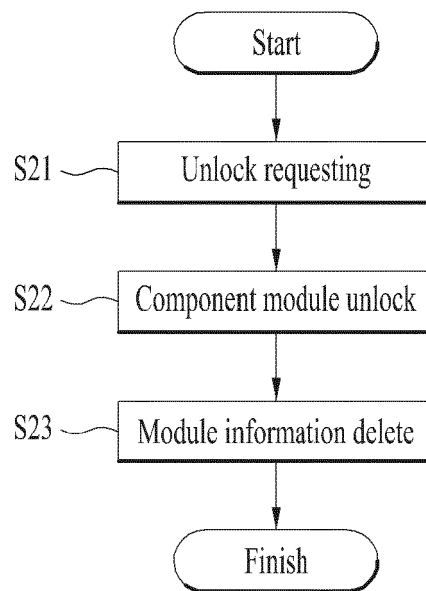 Start
S21 Unlock requesting
S22 Component module unlock
S23 Module information delete
Finish